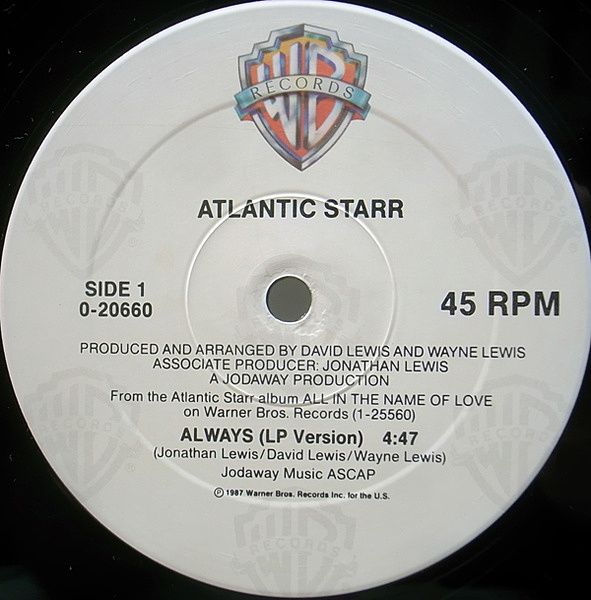 WB
RECORDS
ATLANTIC STARR
SIDE 1
0-20660
45 RPM
PRODUCED AND ARRANGED BY DAVID LEWIS AND WAYNE LEWIS
ASSOCIATE PRODUCER: JONATHAN LEWIS
A JODAWAY PRODUCTION
From the Atlantic Starr album ALL IN THE NAME OF LOVE
on Warner Bros. Records (1-25560)
ALWAYS (LP Version) 4:47
(Jonathan Lewis/David Lewis/Wayne Lewis)
Jodaway Music ASCAP
℗ 1987 Warner Bros. Records Inc. for the U.S.